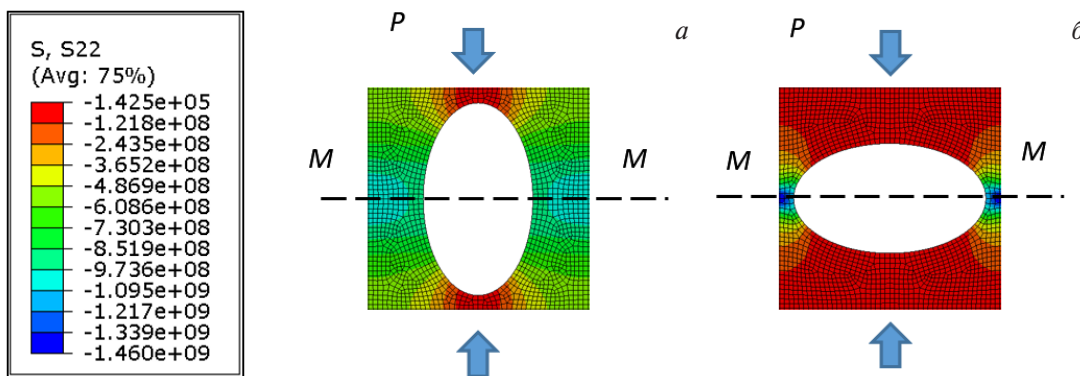 S, S22
(Avg: 75%)
-1.425e+05
-1.218e+08
-2.435e+08
-3.652e+08
-4.869e+08
-6.086e+08
-7.303e+08
-8.519e+08
-9.736e+08
-1.095e+09
-1.217e+09
-1.339e+09
-1.460e+09
P
а
M
M
P
б
M
M